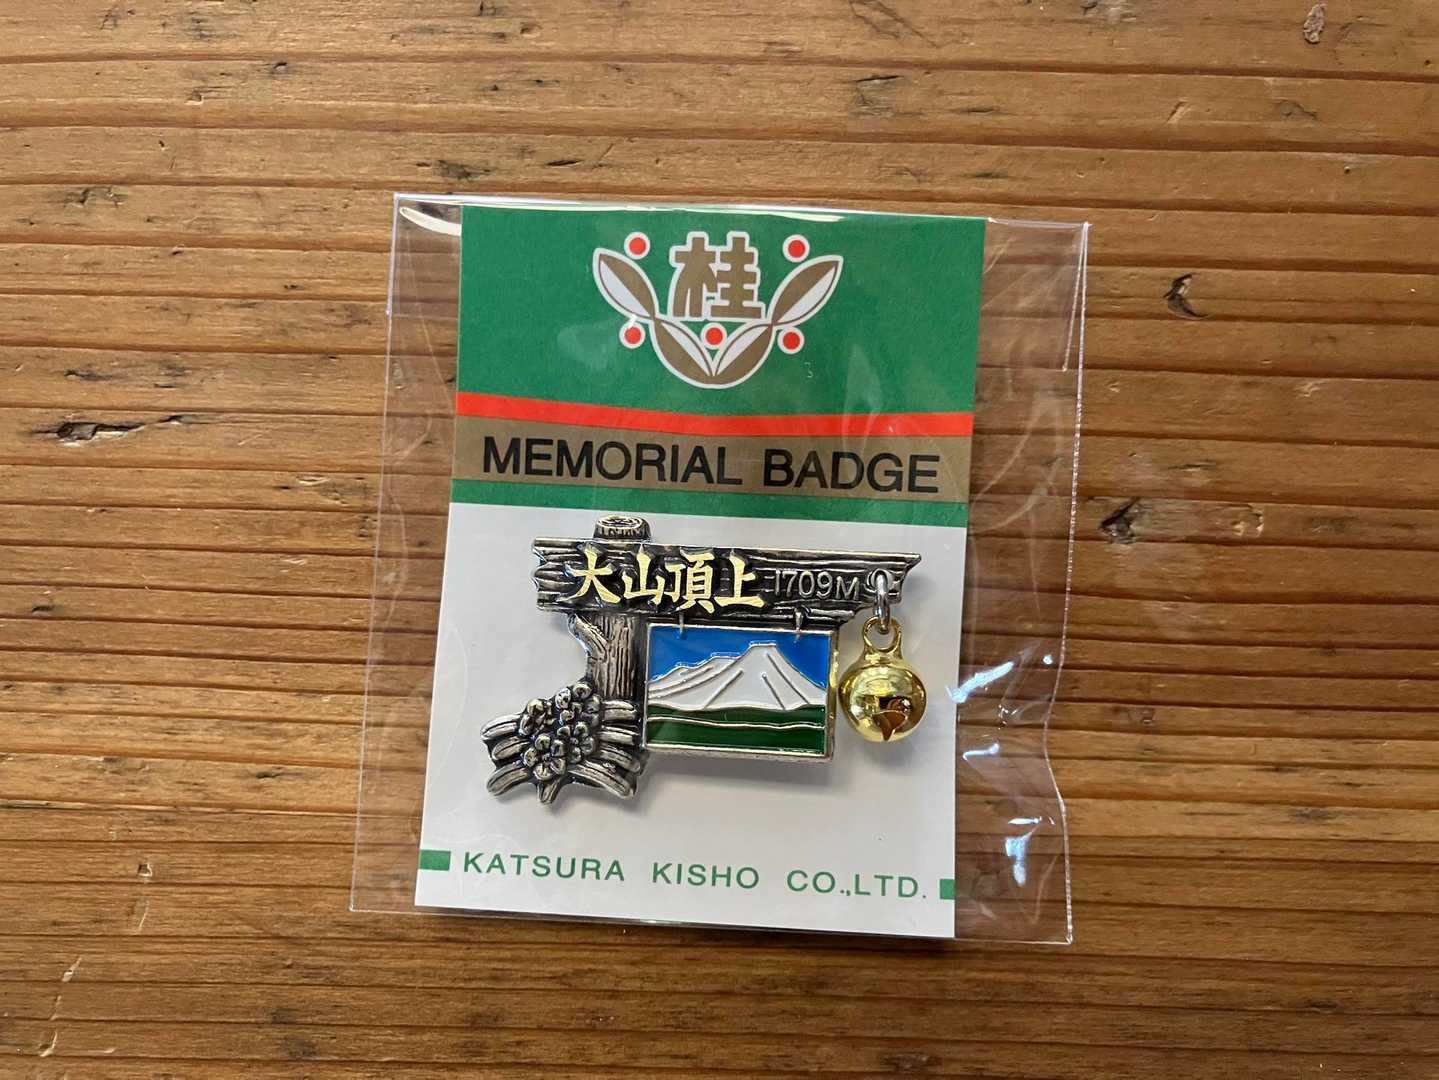 桂
MEMORIAL BADGE
大山頂上 1709M
KATSURA KISHO CO.,LTD.